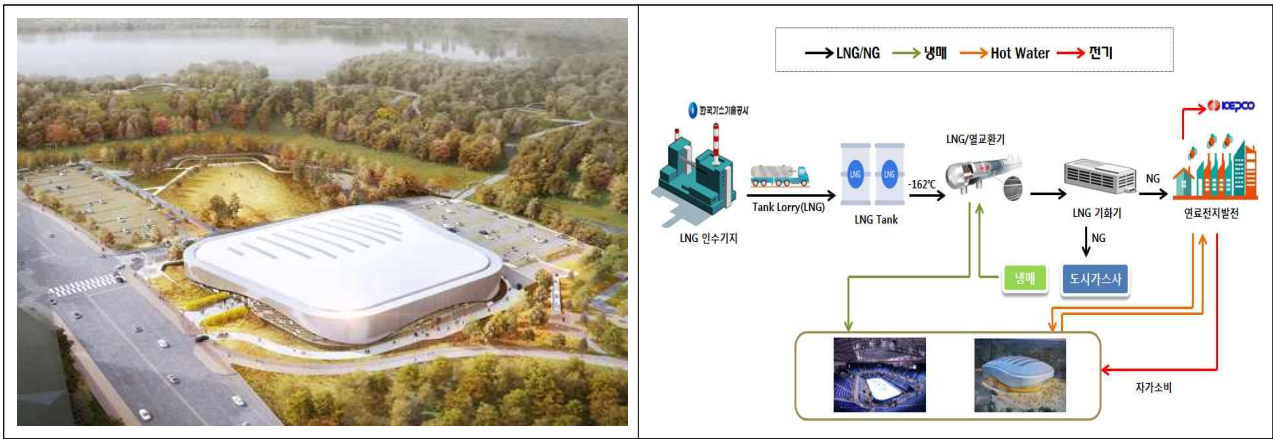 LNG/NG 냉매 Hot Water 전기
한국가스기술공사
KEPCO
LNG/열교환기
LNG LNG
-162℃
NG
Tank Lorry(LNG)
LNG Tank
LNG 기화기
연료전지발전
LNG 인수기지
NG
냉매
도시가스사
자가소비